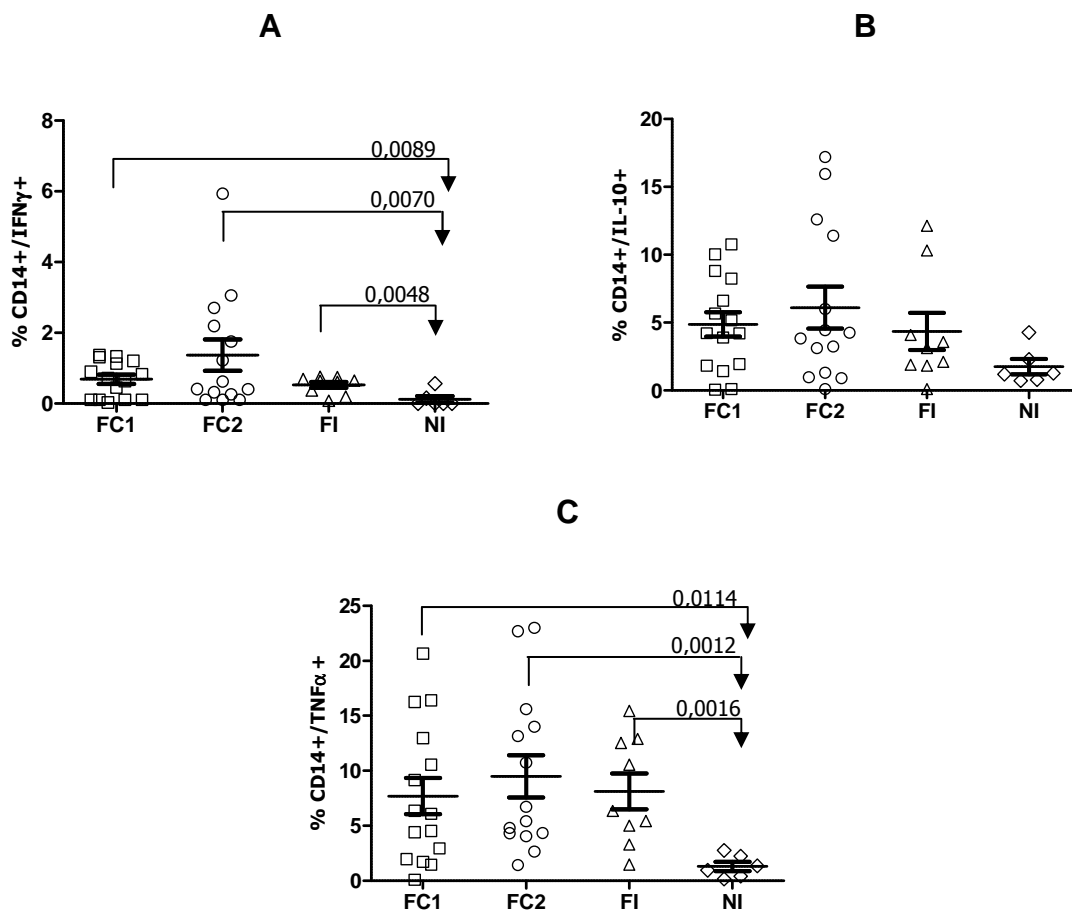 A
B
% CD14+/IFNγ+
8
6
4
2
0
0,0089
0,0070
0,0048
FC1 FC2 FI NI
% CD14+/IL-10+
20
15
10
5
0
FC1 FC2 FI NI
C
% CD14+/TNFα+
25
20
15
10
5
0
0,0114
0,0012
0,0016
FC1 FC2 FI NI